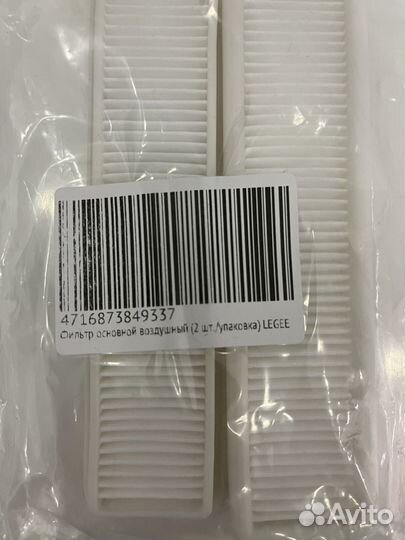 4716873849337
Фильтр основной воздушный (2 шт./упаковка) LEGEE
Avito